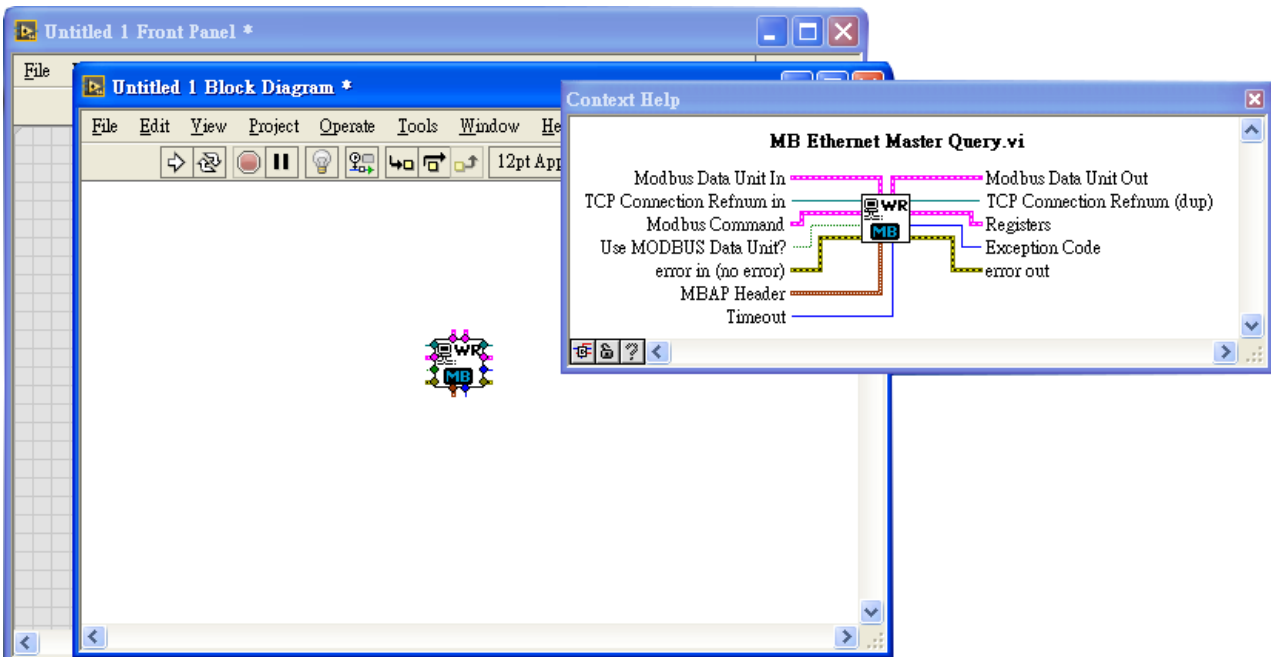 Untitled 1 Front Panel *
File
Untitled 1 Block Diagram *
File Edit View Project Operate Tools Window He
12pt App
Context Help
MB Ethernet Master Query.vi
Modbus Data Unit In
TCP Connection Refnum in
Modbus Command
Use MODBUS Data Unit?
error in (no error)
MBAP Header
Timeout
Modbus Data Unit Out
TCP Connection Refnum (dup)
Registers
Exception Code
error out
WR
MB
?
WR
MB